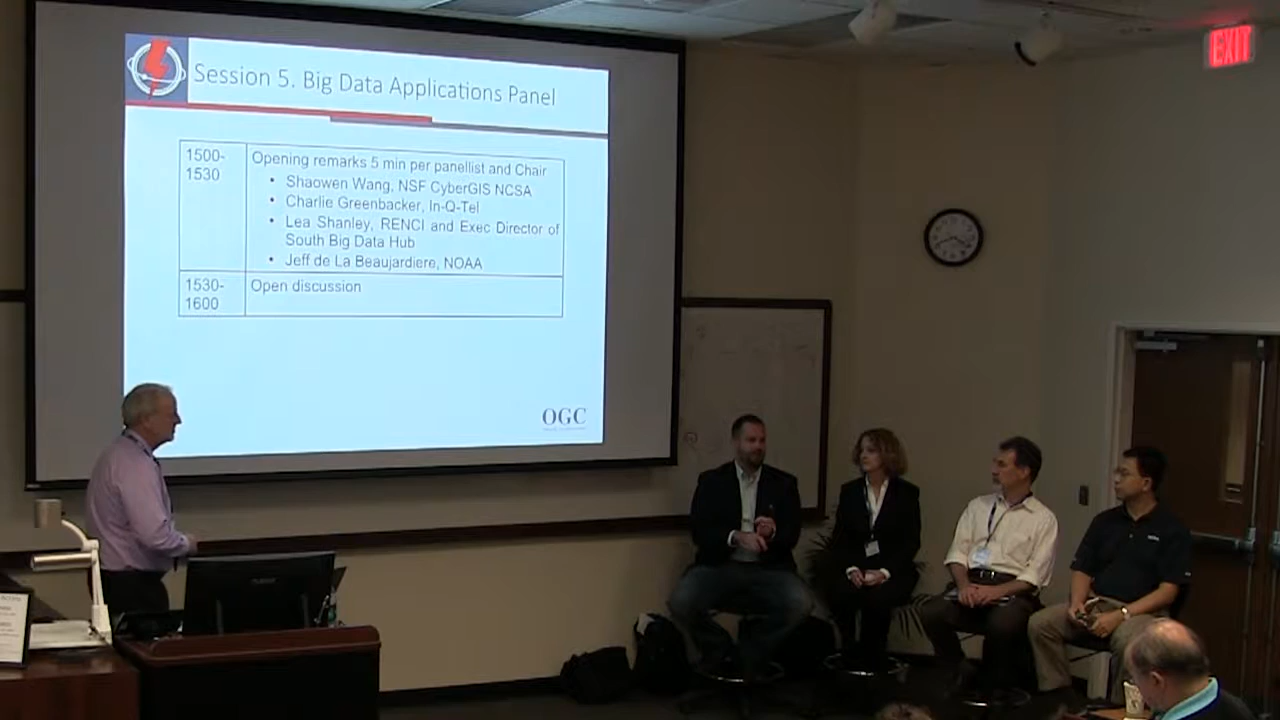 Session 5. Big Data Applications Panel
1500-
1530
Opening remarks 5 min per panellist and Chair
• Shaowen Wang, NSF CyberGIS NCSA
• Charlie Greenbacker, In-Q-Tel
• Lea Shanley, RENCI and Exec Director of
South Big Data Hub
• Jeff de La Beaujardiere, NOAA
1530-
1600
Open discussion
OGC
EXIT